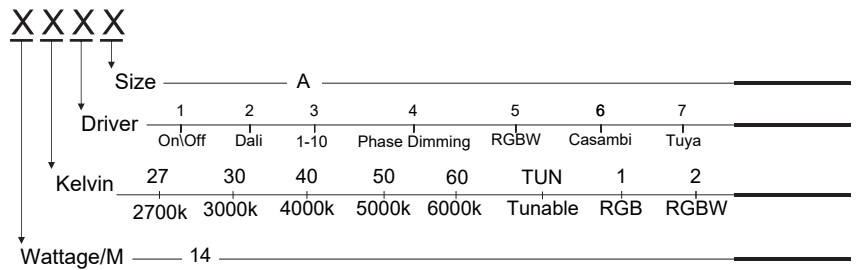 X X X X
Size A
1 2 3 4 5 6 7
Driver
On\Off Dali 1-10 Phase Dimming RGBW Casambi Tuya
27 30 40 50 60 TUN 1 2
Kelvin
2700k 3000k 4000k 5000k 6000k Tunable RGB RGBW
Wattage/M 14